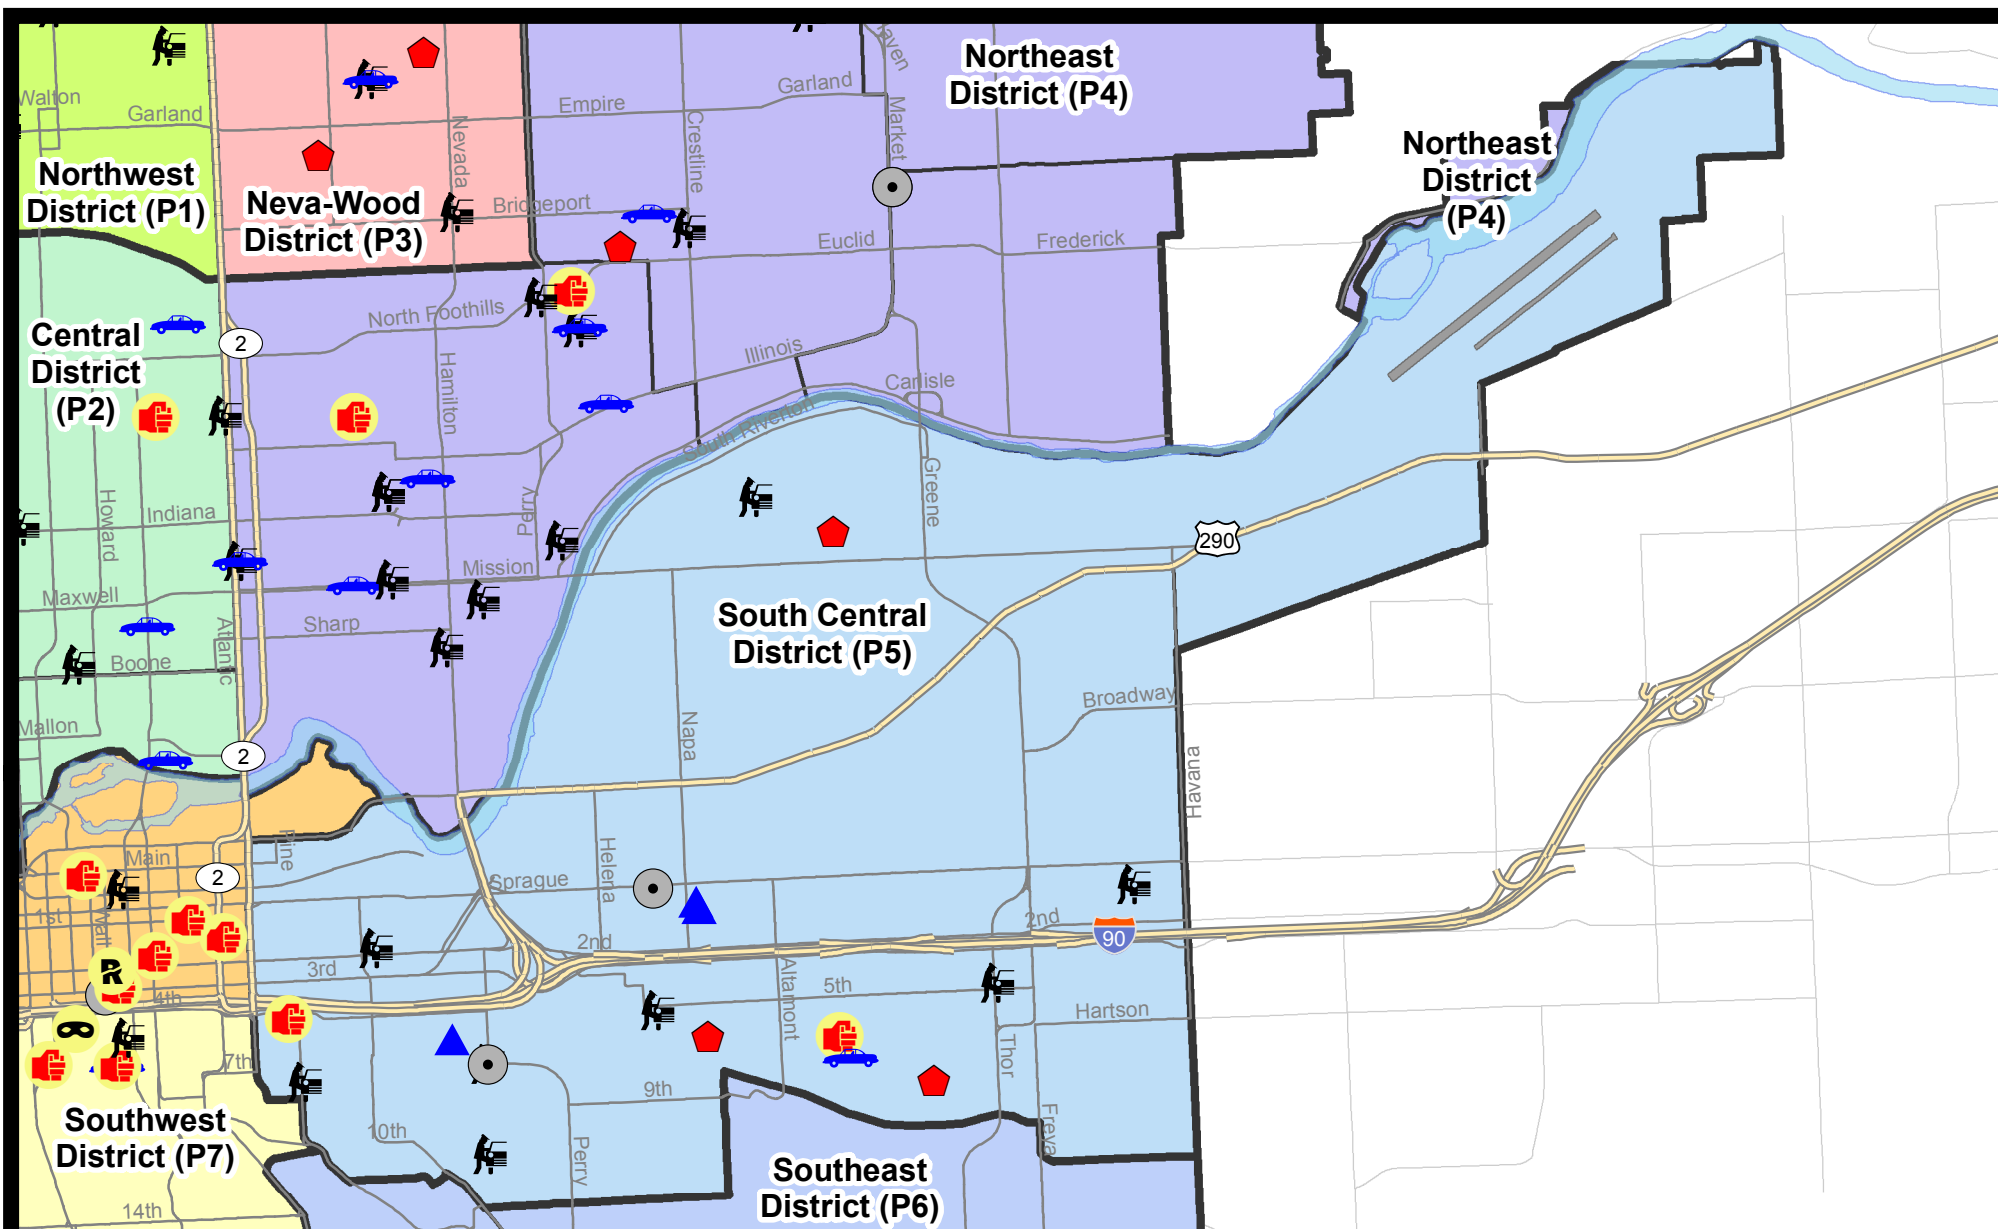 Northeast
District (P4)
Northeast
District
(P4)
Northwest
District (P1)
Neva-Wood
District (P3)
Central
District
(P2)
South Central
District (P5)
Southwest
District (P7)
Southeast
District (P6)
Walton
Garland
Empire
Garland
Haven
Market
Crestline
Nevada
Bridgeport
Euclid
Frederick
North Foothills
Hamilton
Illinois
Carlisle
South Riverton
Greene
Perry
Howard
Indiana
Mission
Maxwell
Sharp
Atlantic
Boone
Mallon
Napa
Broadway
Havana
Helena
Pine
Main
Sprague
1st
Wall
2nd
2nd
3rd
4th
5th
Altamont
Hartson
Thor
Freya
7th
9th
10th
Perry
14th
2
2
2
290
90
R